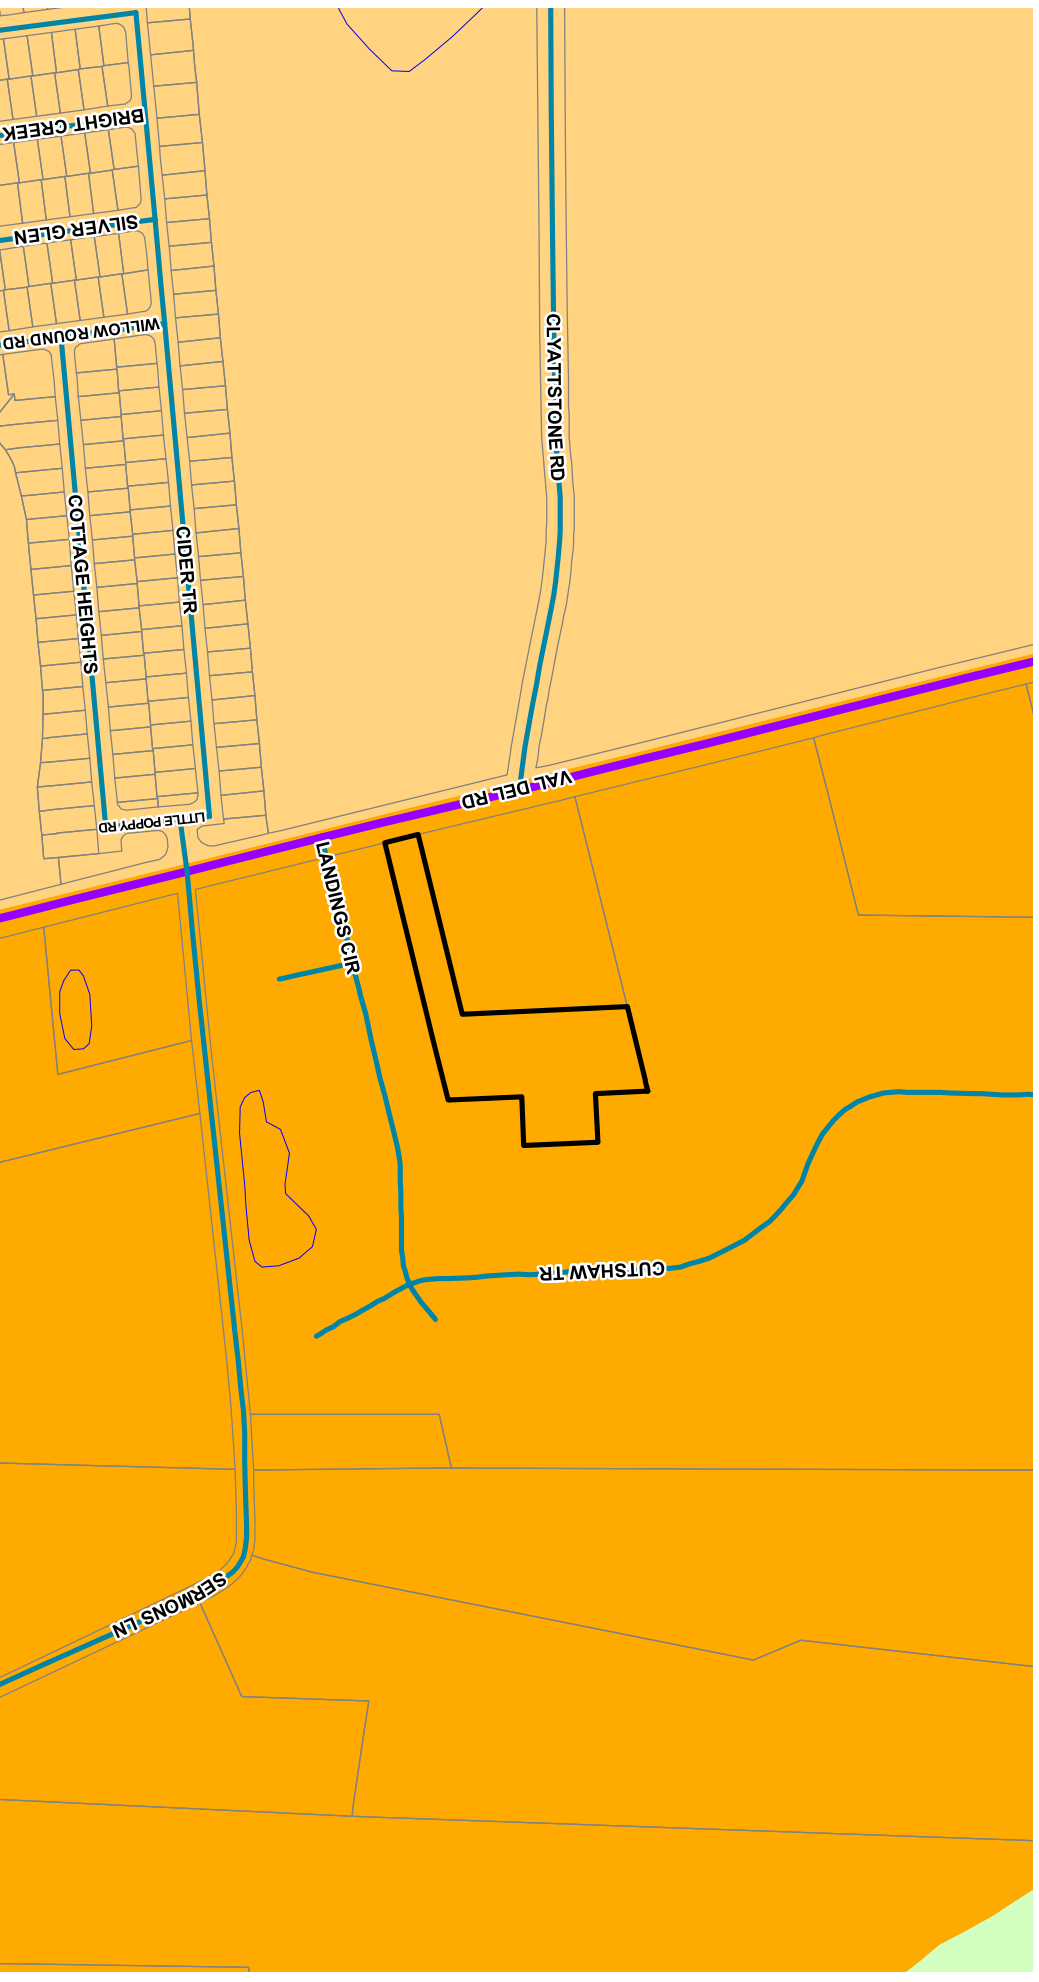 BRIGHT CREEK
SILVER GLEN
WILLOW ROUND RD
CLYATTSTONE RD
COTTAGE HEIGHTS
CIDER TR
VAL DEL RD
LITTLE POPPY RD
LANDINGS CIR
CUTSHAW TR
SERMONS LN